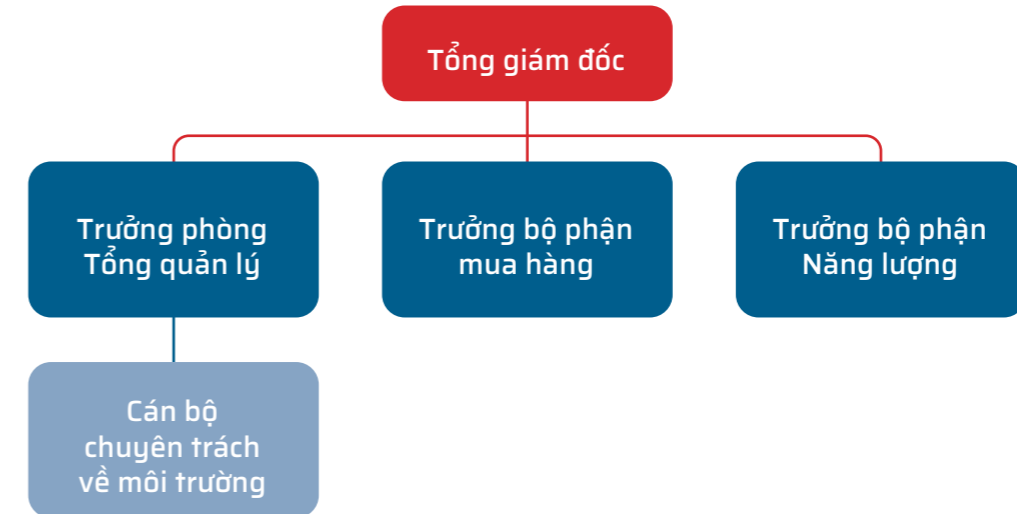 Tổng giám đốc
Trưởng phòng
Tổng quản lý
Trưởng bộ phận
mua hàng
Trưởng bộ phận
Năng lượng
Cán bộ
chuyên trách
về môi trường